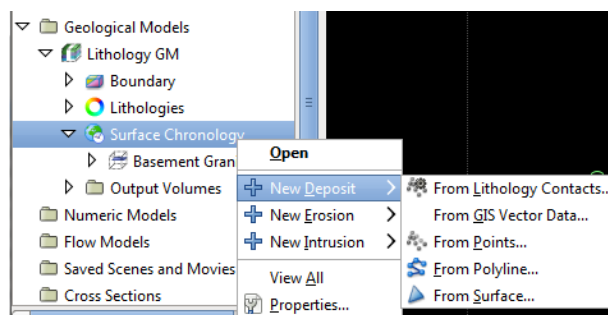 Geological Models
Lithology GM
Boundary
Lithologies
Surface Chronology
Basement Gran
Output Volumes
Numeric Models
Flow Models
Saved Scenes and Movies
Cross Sections
Open
New Deposit
New Erosion
New Intrusion
View All
Properties...
From Lithology Contacts...
From GIS Vector Data...
From Points...
From Polyline...
From Surface...